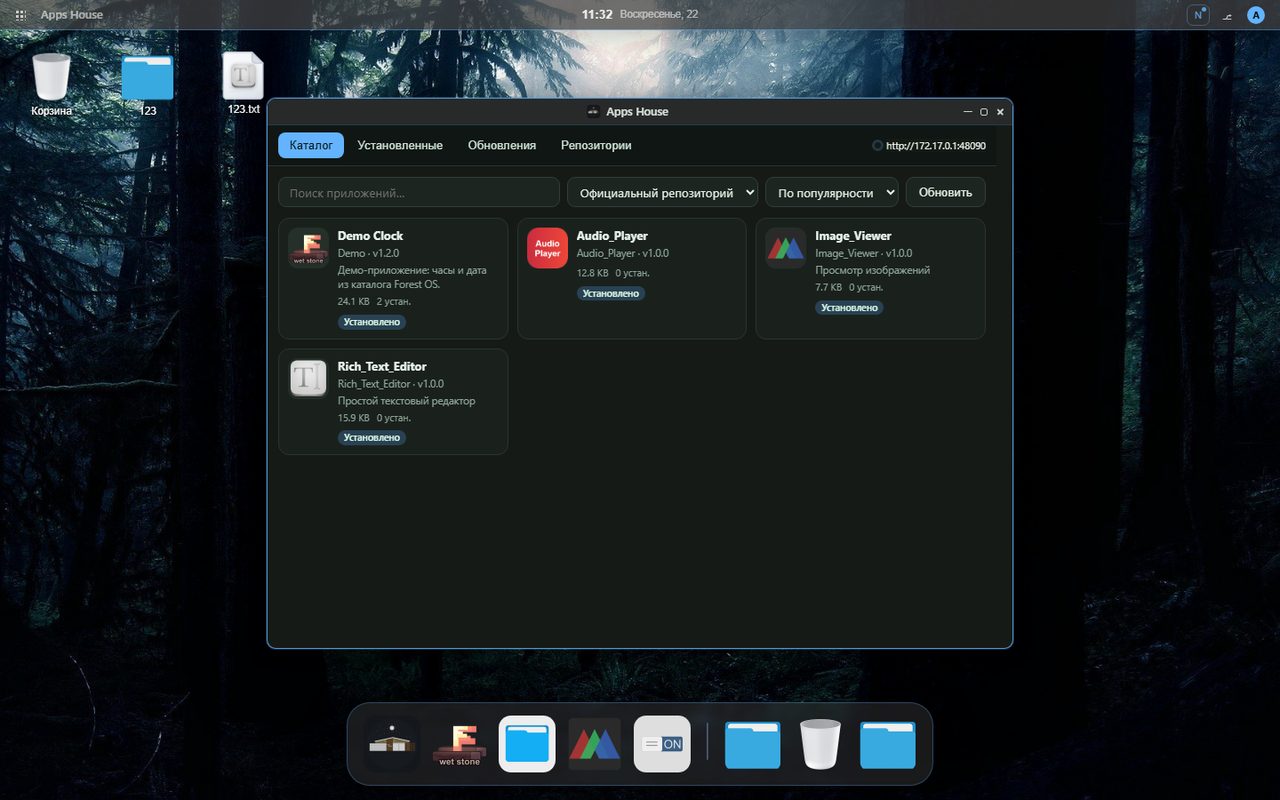 Apps House
11:32 Воскресенье, 22
N
A
Корзина
123
123.txt
Apps House
Каталог
Установленные
Обновления
Репозитории
http://172.17.0.1:48090
Поиск приложений...
Официальный репозиторий
По популярности
Обновить
wet stone
Demo Clock
Demo · v1.2.0
Демо-приложение: часы и дата
из каталога Forest OS.
24.1 KB 2 устан.
Установлено
Audio
Player
Audio_Player
Audio_Player · v1.0.0
12.8 KB 0 устан.
Установлено
Image_Viewer
Image_Viewer · v1.0.0
Просмотр изображений
7.7 KB 0 устан.
Установлено
Rich_Text_Editor
Rich_Text_Editor · v1.0.0
Простой текстовый редактор
15.9 KB 0 устан.
Установлено
wet stone
ON